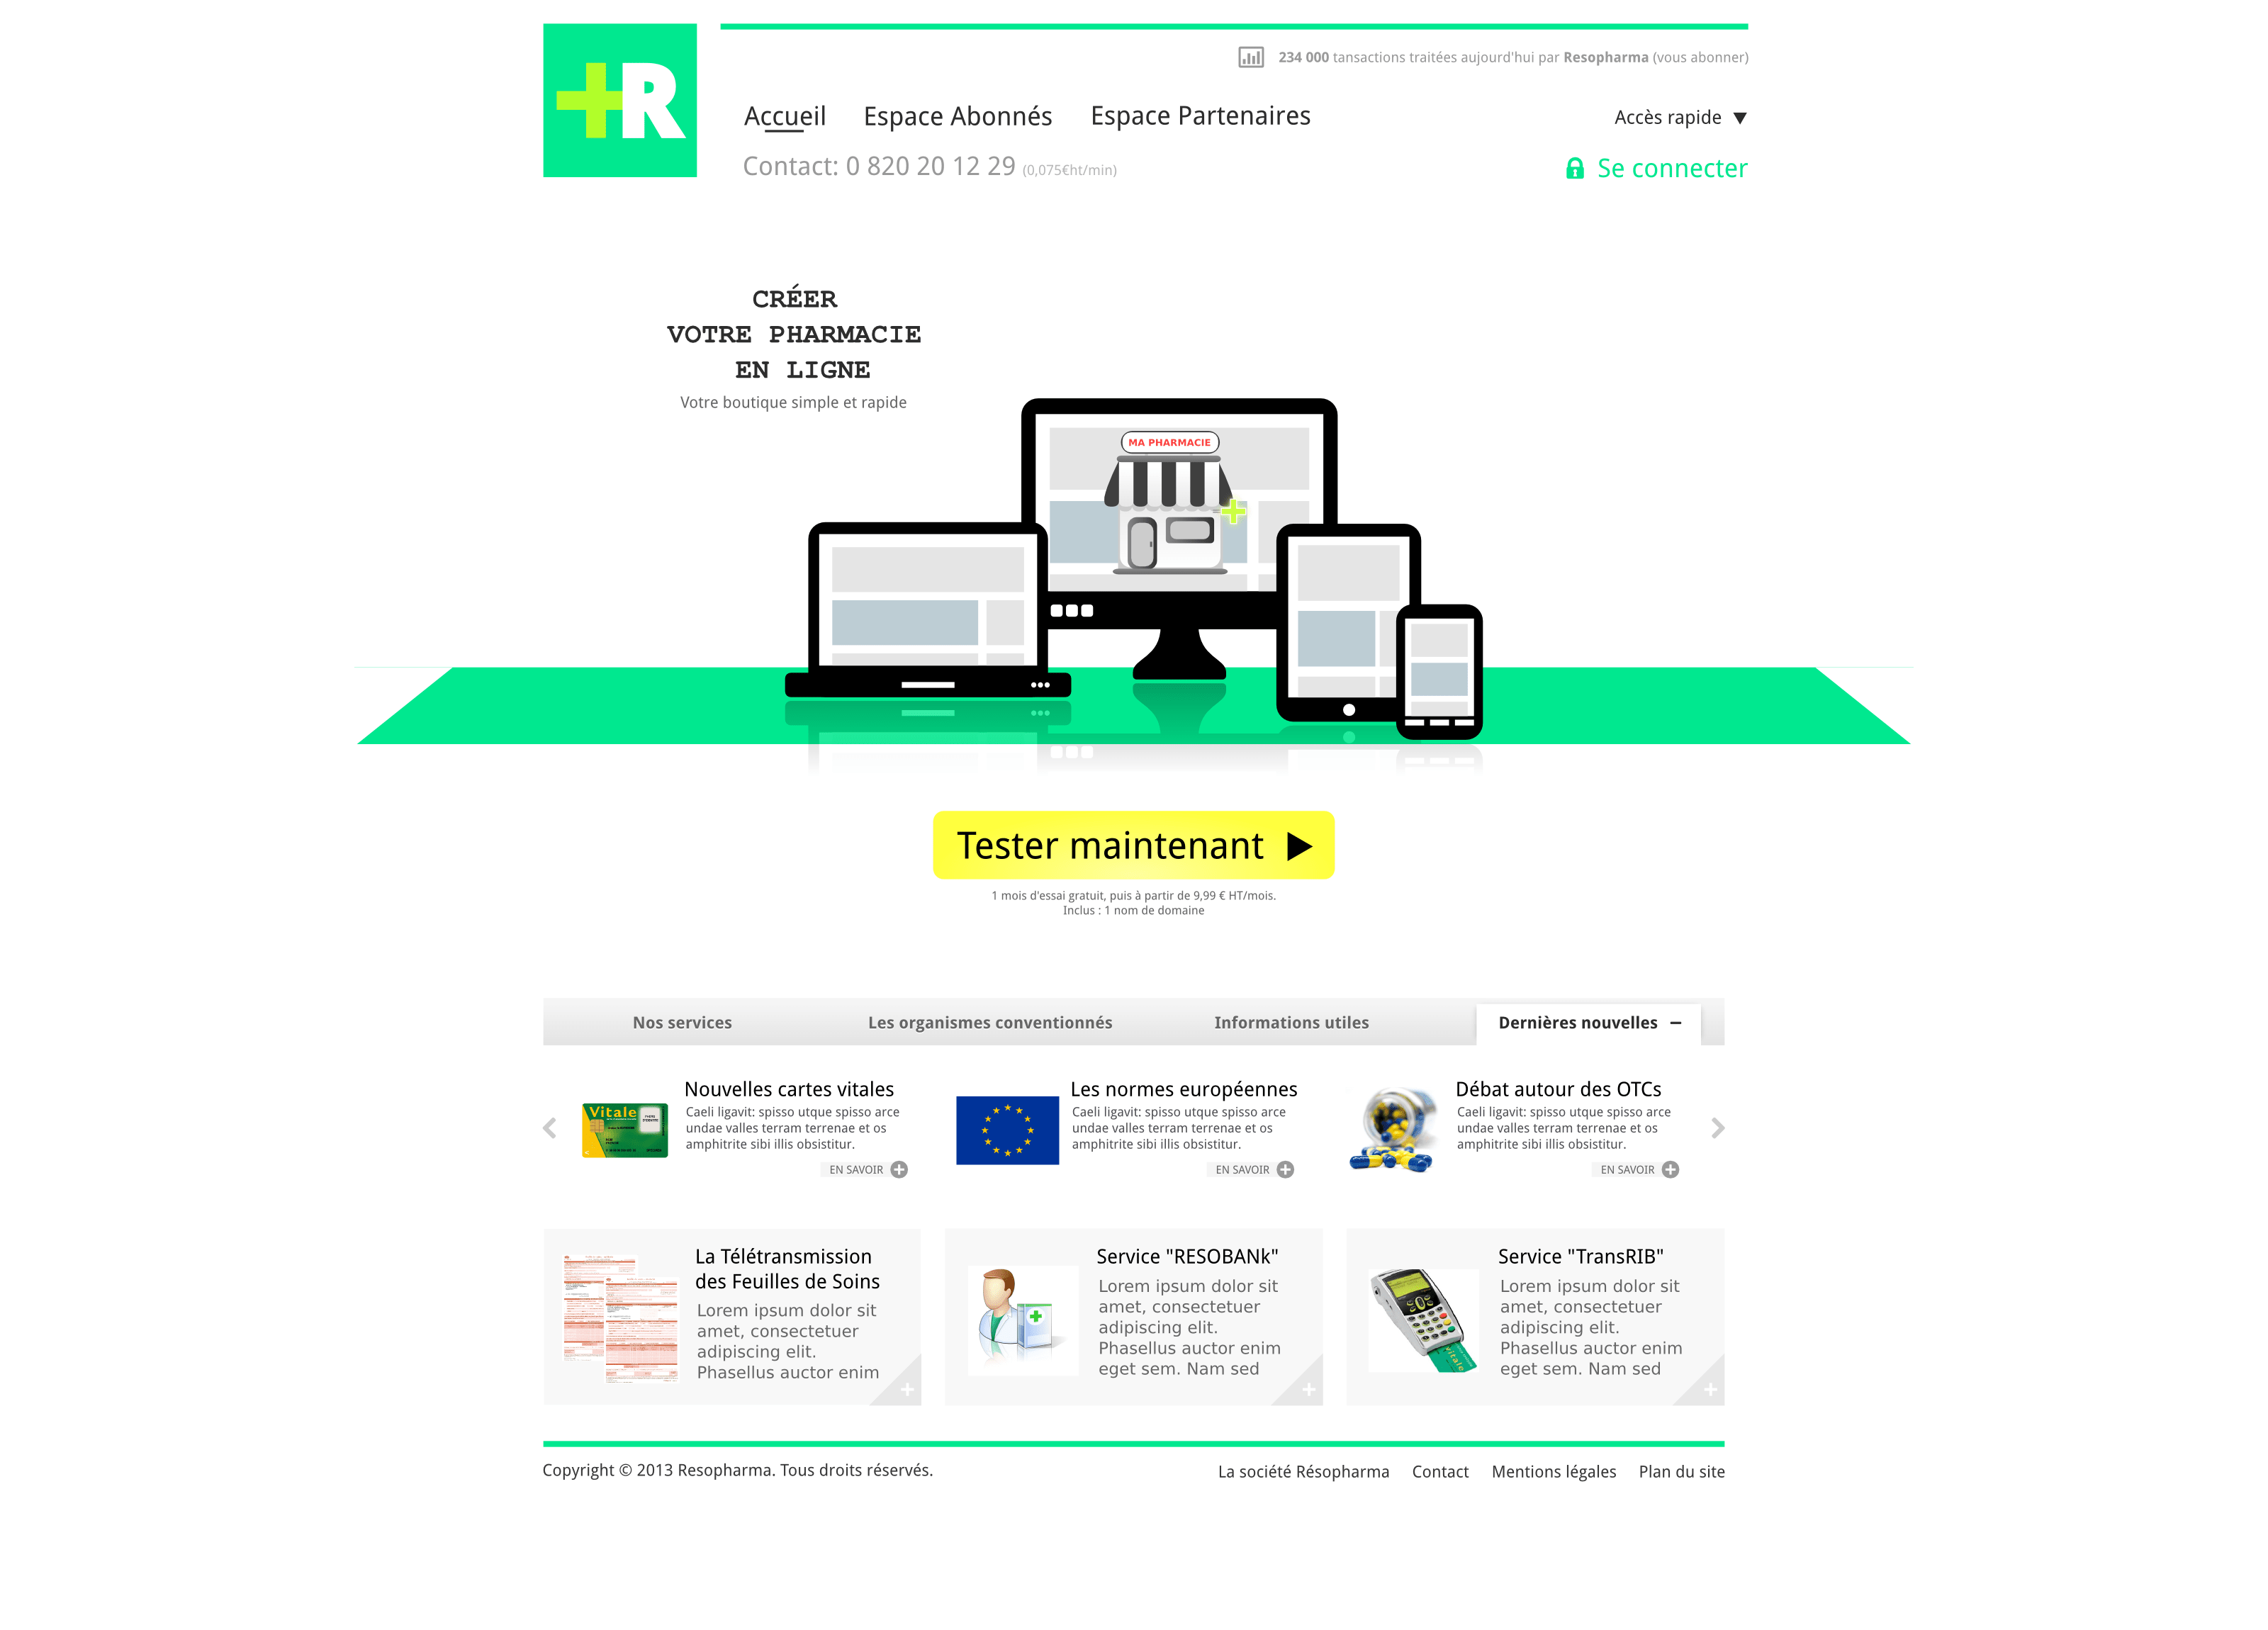 +R
234 000 tansactions traitées aujourd'hui par Resopharma (vous abonner)
Accueil Espace Abonnés Espace Partenaires Accès rapide ▼
Contact: 0 820 20 12 29 (0,075€ht/min) Se connecter
CRÉER
VOTRE PHARMACIE
EN LIGNE
Votre boutique simple et rapide
MA PHARMACIE
Tester maintenant
1 mois d'essai gratuit, puis à partir de 9,99 € HT/mois.
Inclus : 1 nom de domaine
Nos services Les organismes conventionnés Informations utiles Dernières nouvelles –
Nouvelles cartes vitales
Vitale
Caeli ligavit: spisso utque spisso arce
undae valles terram terrenae et os
amphitrite sibi illis obsistitur.
EN SAVOIR +
Les normes européennes
Caeli ligavit: spisso utque spisso arce
undae valles terram terrenae et os
amphitrite sibi illis obsistitur.
EN SAVOIR +
Débat autour des OTCs
Caeli ligavit: spisso utque spisso arce
undae valles terram terrenae et os
amphitrite sibi illis obsistitur.
EN SAVOIR +
La Télétransmission
des Feuilles de Soins
Lorem ipsum dolor sit
amet, consectetuer
adipiscing elit.
Phasellus auctor enim
+
Service "RESOBANk"
Lorem ipsum dolor sit
amet, consectetuer
adipiscing elit.
Phasellus auctor enim
eget sem. Nam sed
+
Service "TransRIB"
Lorem ipsum dolor sit
amet, consectetuer
adipiscing elit.
Phasellus auctor enim
eget sem. Nam sed
Vitale
+
Copyright © 2013 Resopharma. Tous droits réservés.
La société Résopharma Contact Mentions légales Plan du site